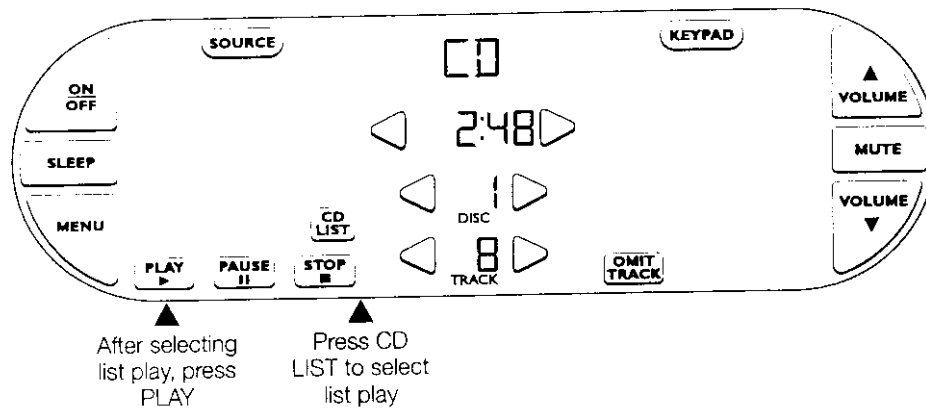 SOURCE
KEYPAD
CD
ON
OFF
VOLUME
2:48
SLEEP
MUTE
1
DISC
VOLUME
MENU
CD
LIST
8
TRACK
PLAY
PAUSE
STOP
OMIT
TRACK
After selecting
list play, press
PLAY
Press CD
LIST to select
list play